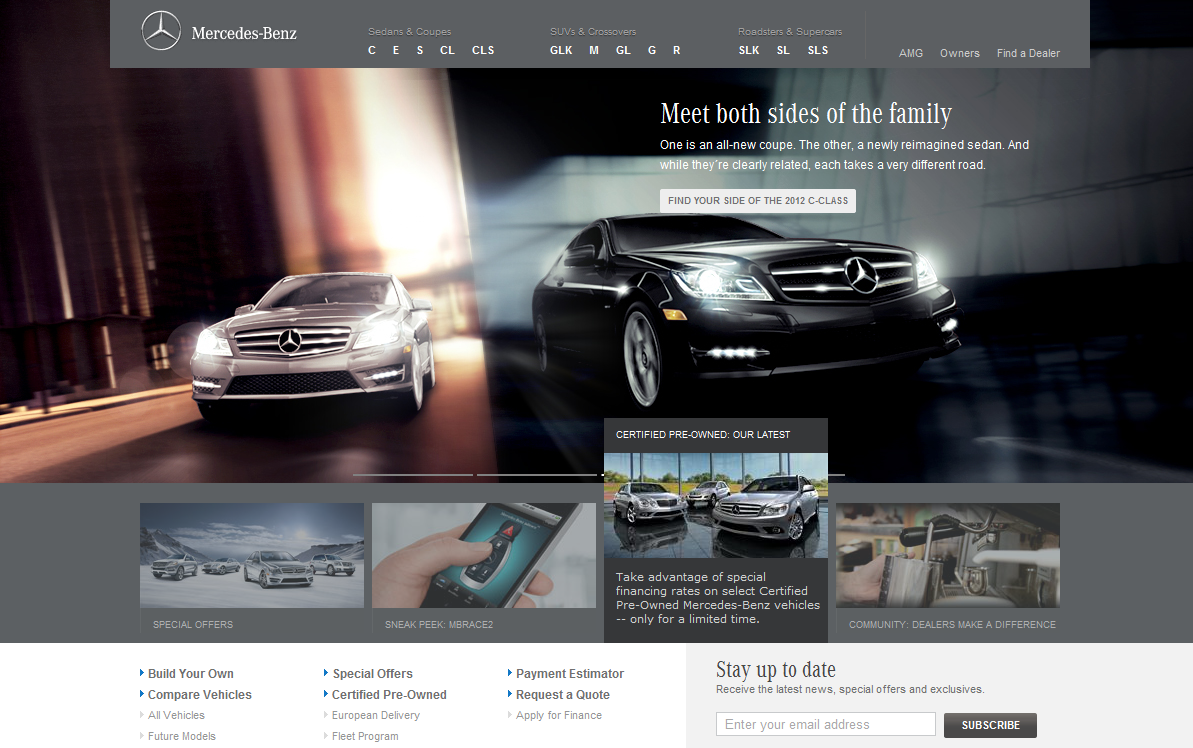 Mercedes-Benz
Sedans & Coupes
C E S CL CLS
SUVs & Crossovers
GLK M GL G R
Roadsters & Supercars
SLK SL SLS
AMG Owners Find a Dealer
Meet both sides of the family
One is an all-new coupe. The other, a newly reimagined sedan. And
while they're clearly related, each takes a very different road.
FIND YOUR SIDE OF THE 2012 C-CLASS
SPECIAL OFFERS
SNEAK PEEK: MBRACE2
CERTIFIED PRE-OWNED: OUR LATEST
Take advantage of special
financing rates on select Certified
Pre-Owned Mercedes-Benz vehicles
-- only for a limited time.
COMMUNITY: DEALERS MAKE A DIFFERENCE
Build Your Own
Compare Vehicles
All Vehicles
Future Models
Special Offers
Certified Pre-Owned
European Delivery
Fleet Program
Payment Estimator
Request a Quote
Apply for Finance
Stay up to date
Receive the latest news, special offers and exclusives.
Enter your email address
SUBSCRIBE